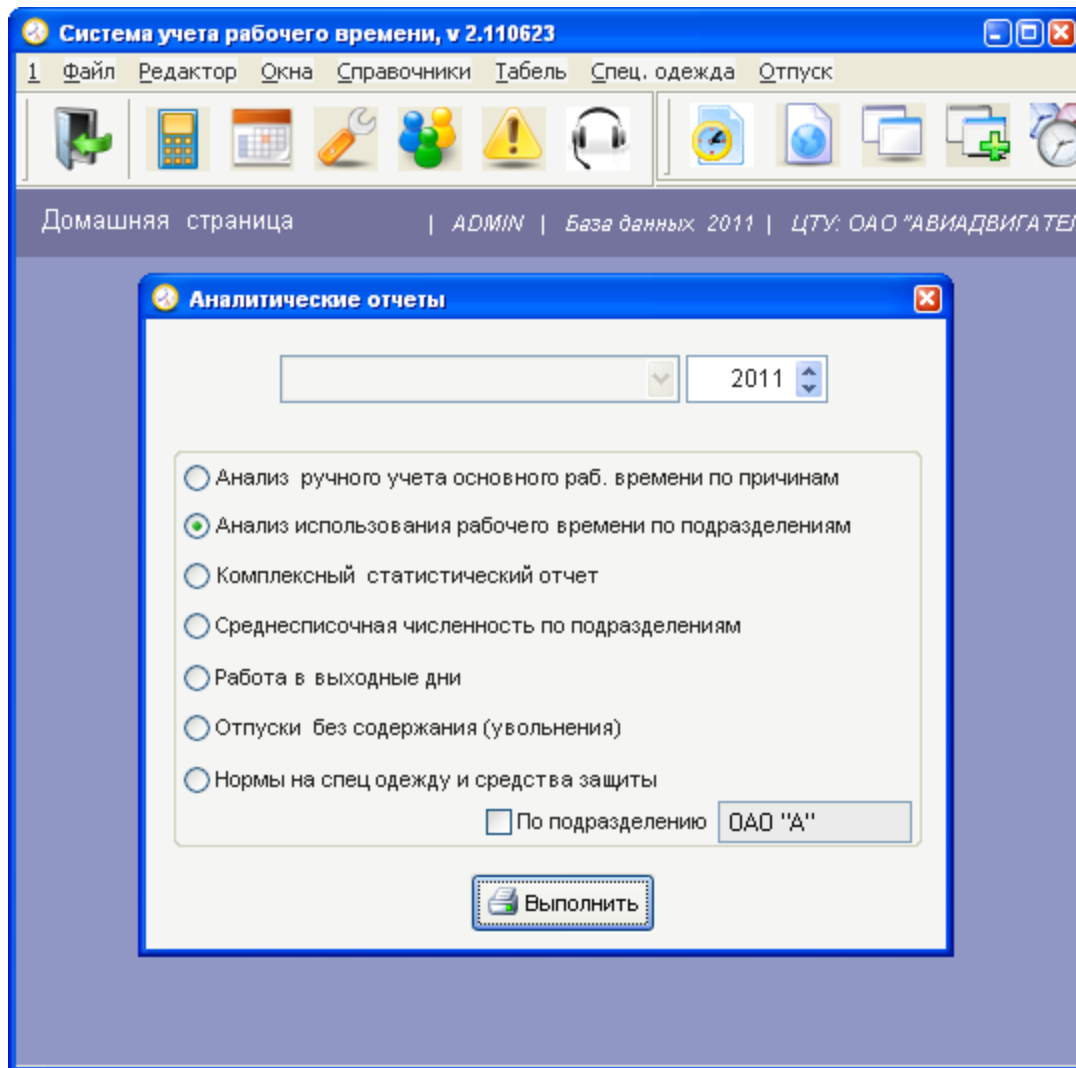 Система учета рабочего времени, v 2.110623
1 Файл Редактор Окна Справочники Табель Спец. одежда Отпуск
Домашняя страница | ADMIN | База данных 2011 | ЦТУ: ОАО "АВИАДВИГАТЕЛ
Аналитические отчеты
2011
Анализ ручного учета основного раб. времени по причинам
Анализ использования рабочего времени по подразделениям
Комплексный статистический отчет
Среднесписочная численность по подразделениям
Работа в выходные дни
Отпуски без содержания (увольнения)
Нормы на спец одежду и средства защиты
По подразделению ОАО "А"
Выполнить